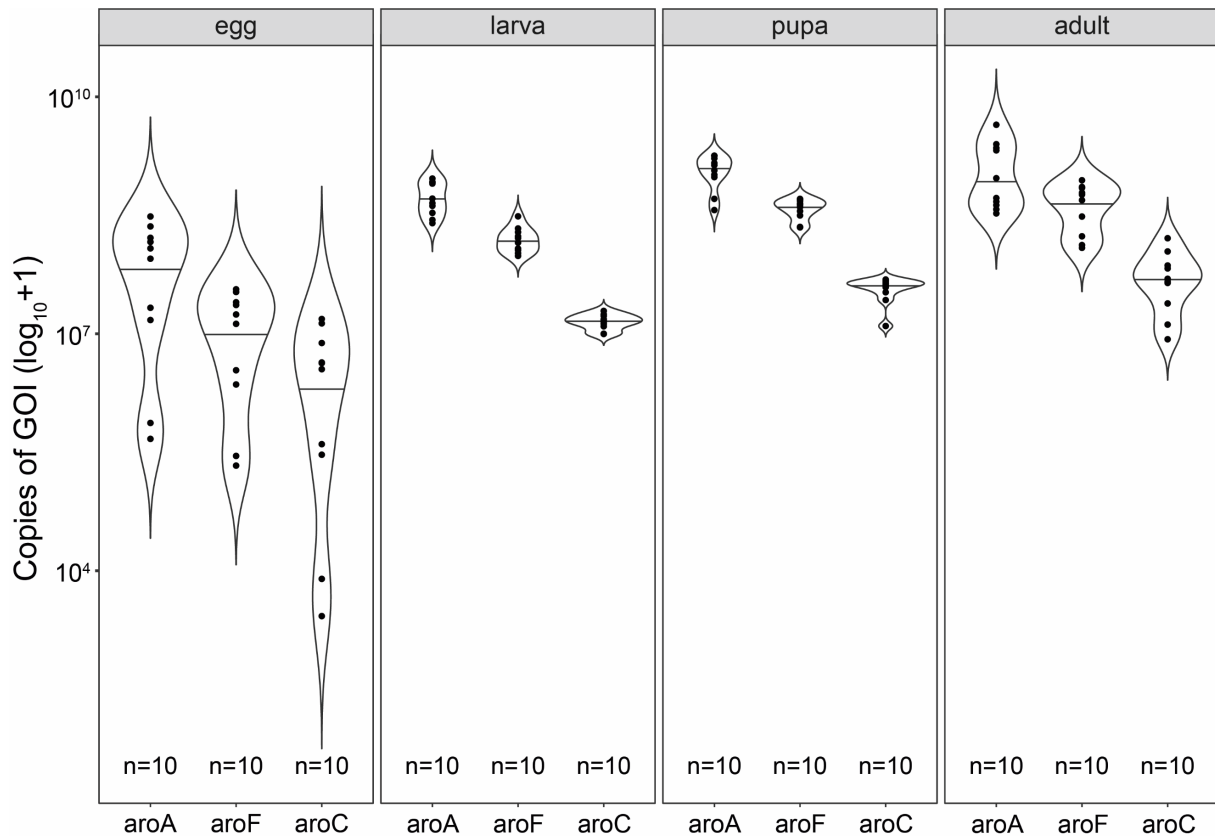 egg larva pupa adult
Copies of GOI (log₁₀+1)
10¹⁰
10⁷
10⁴
n=10 n=10 n=10 n=10 n=10 n=10 n=10 n=10 n=10 n=10 n=10 n=10
aroA aroF aroC aroA aroF aroC aroA aroF aroC aroA aroF aroC